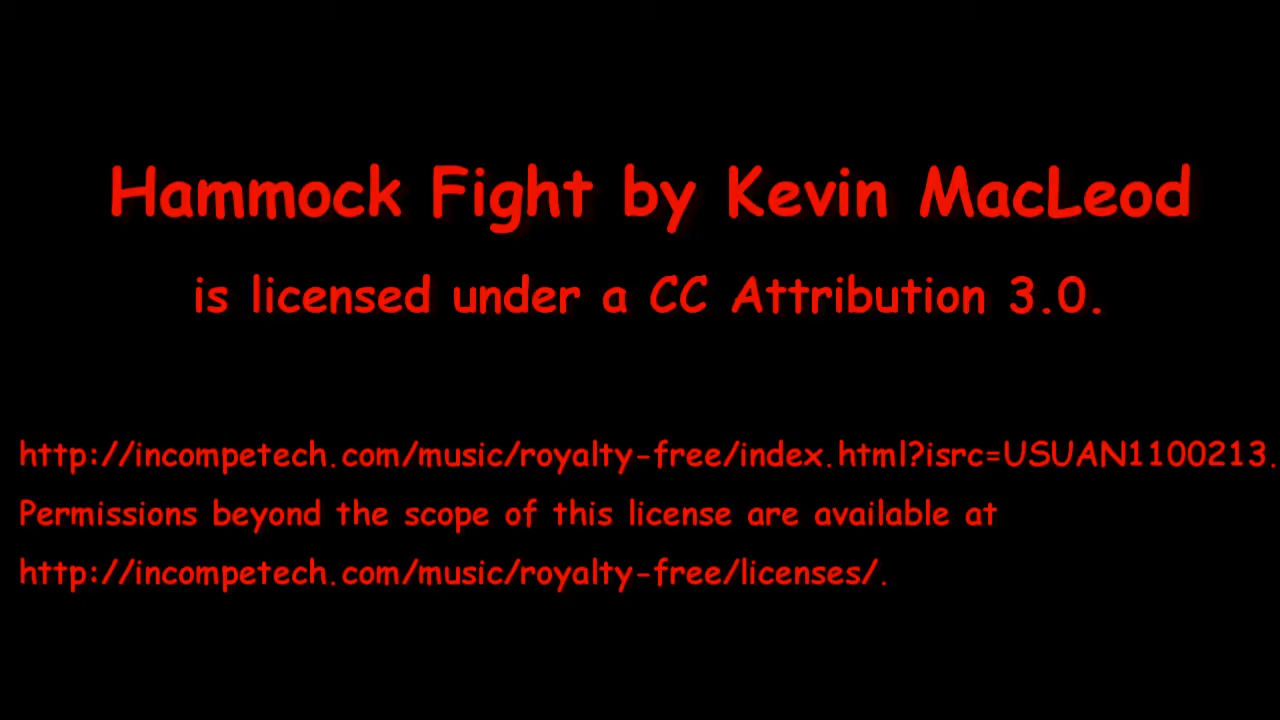 Hammock Fight by Kevin MacLeod
is licensed under a CC Attribution 3.0.
http://incompetech.com/music/royalty-free/index.html?isrc=USUAN1100213.
Permissions beyond the scope of this license are available at
http://incompetech.com/music/royalty-free/licenses/.